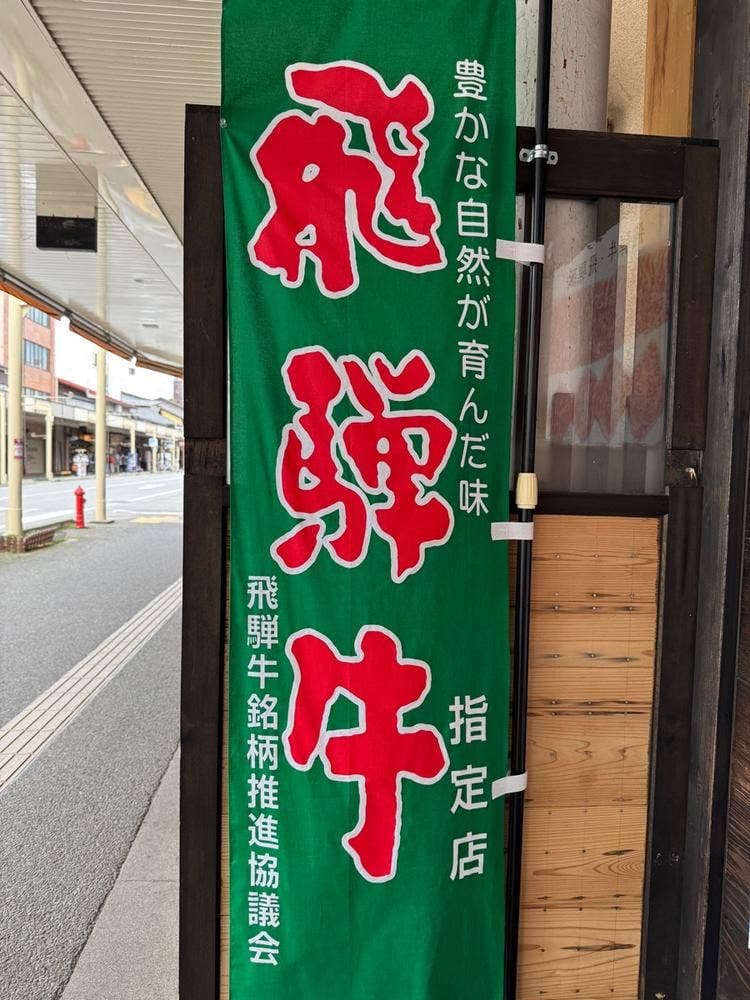 豊かな自然が育んだ味
飛騨牛
指定店
飛騨牛銘柄推進協議会